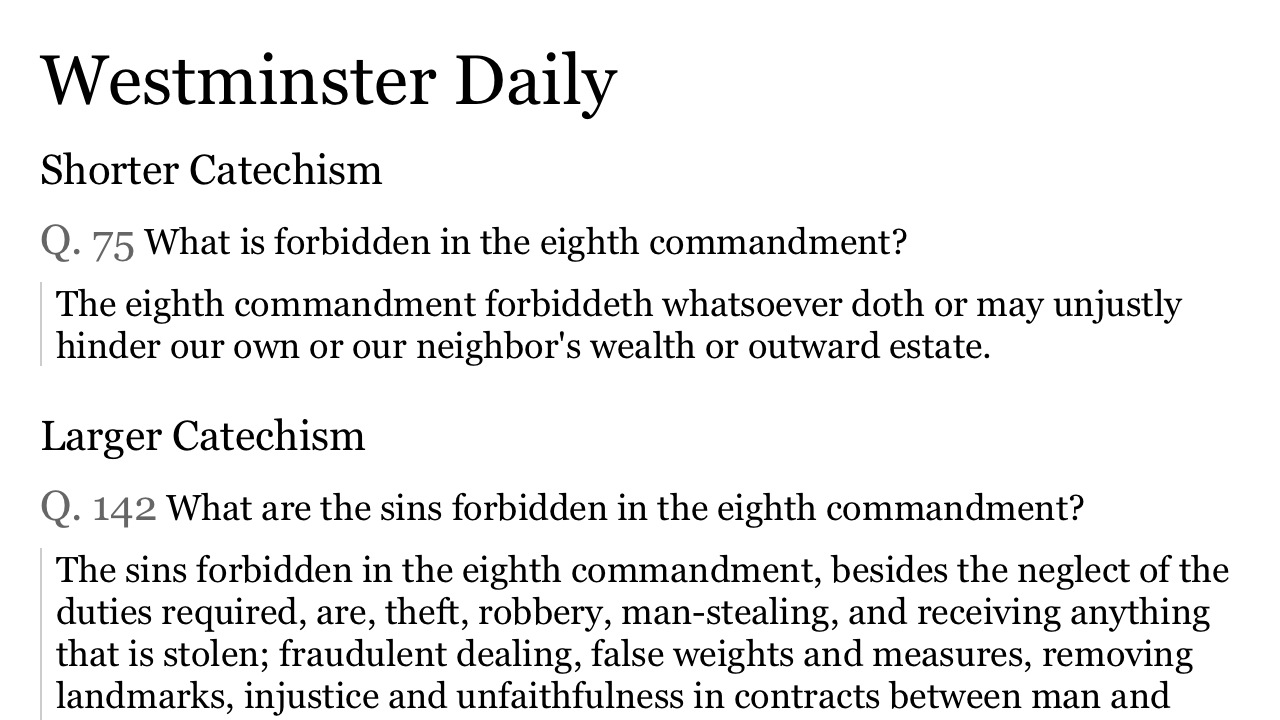 Westminster Daily
Shorter Catechism
Q. 75 What is forbidden in the eighth commandment?
The eighth commandment forbiddeth whatsoever doth or may unjustly
hinder our own or our neighbor's wealth or outward estate.
Larger Catechism
Q. 142 What are the sins forbidden in the eighth commandment?
The sins forbidden in the eighth commandment, besides the neglect of the
duties required, are, theft, robbery, man-stealing, and receiving anything
that is stolen; fraudulent dealing, false weights and measures, removing
landmarks, injustice and unfaithfulness in contracts between man and